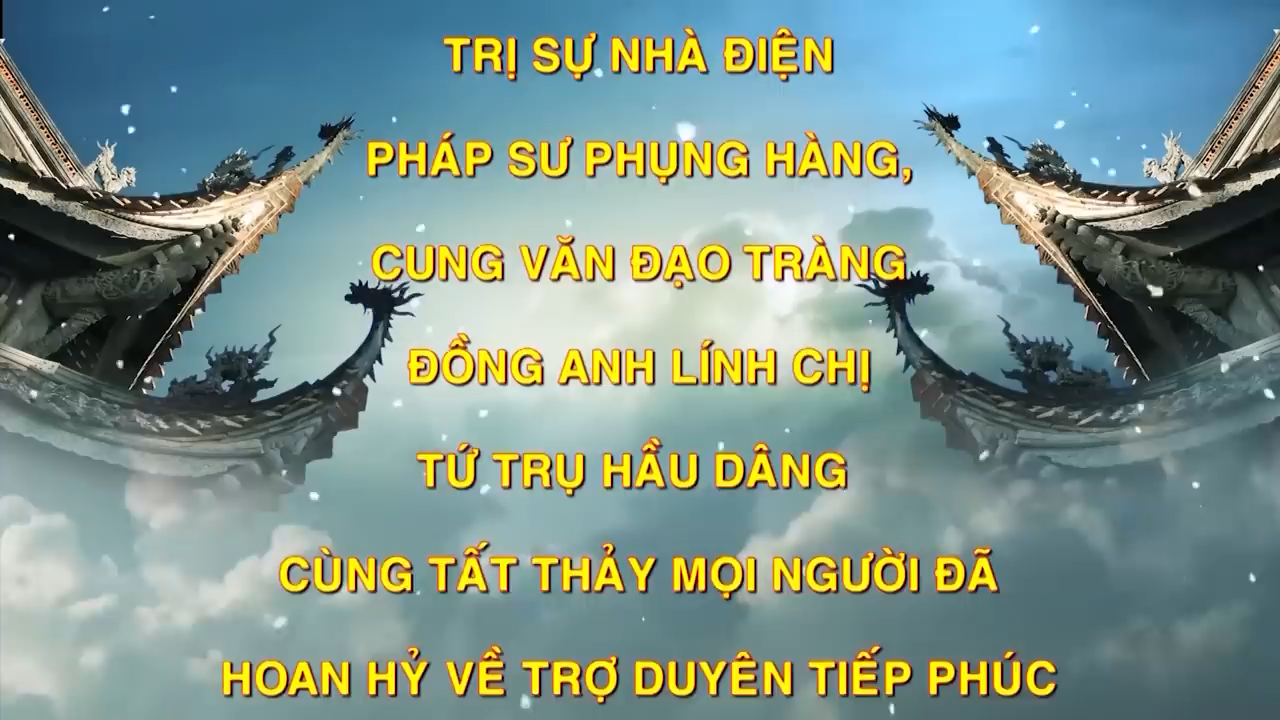 TRỊ SỰ NHÀ ĐIỆN
PHÁP SƯ PHỤNG HÀNG,
CUNG VĂN ĐẠO TRÀNG
ĐỒNG ANH LÍNH CHỊ
TỨ TRỤ HẦU DÂNG
CÙNG TẤT THẢY MỌI NGƯỜI ĐÃ
HOAN HỶ VỀ TRỢ DUYÊN TIẾP PHÚC